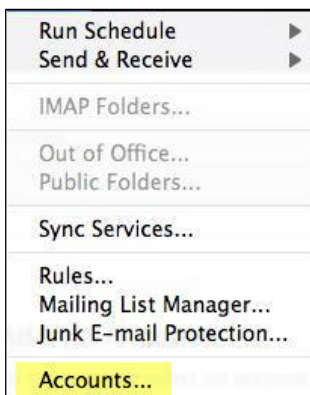 Run Schedule
Send & Receive
IMAP Folders...
Out of Office...
Public Folders...
Sync Services...
Rules...
Mailing List Manager...
Junk E-mail Protection...
Accounts...